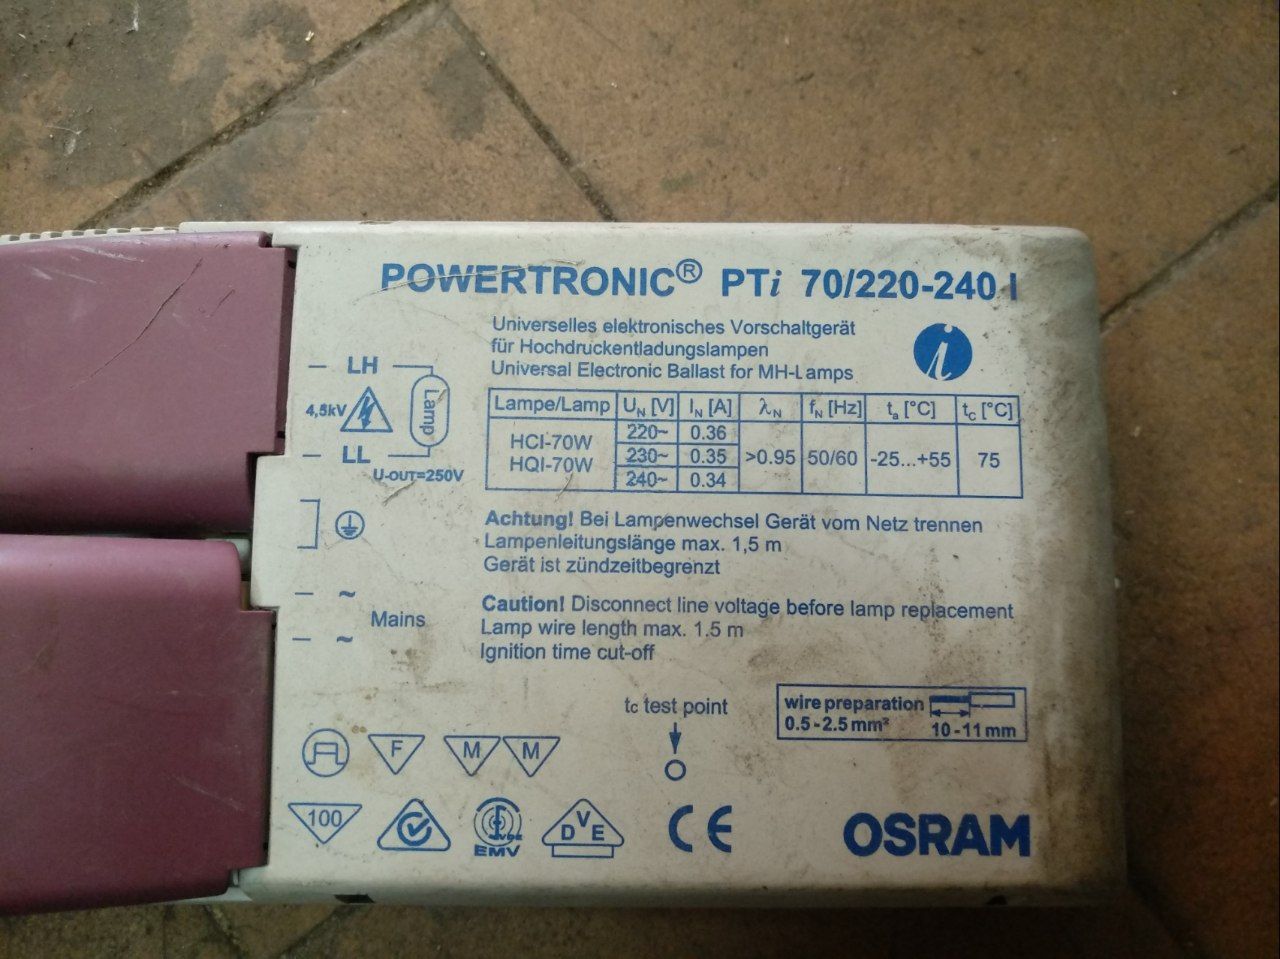 POWERTRONIC® PTi 70/220-240 I
Universelles elektronisches Vorschaltgerät
für Hochdruckentladungslampen
Universal Electronic Ballast for MH-Lamps
i
LH
4,5kV
Lamp
LL
U-OUT=250V
Lampe/Lamp UN [V] IN [A] λN fN [Hz] ta [°C] tc [°C]
HCI-70W
HQI-70W
220~ 0.36
230~ 0.35 >0.95 50/60 -25...+55 75
240~ 0.34
Achtung! Bei Lampenwechsel Gerät vom Netz trennen
Lampenleitungslänge max. 1,5 m
Gerät ist zündzeitbegrenzt
~
Mains
~
Caution! Disconnect line voltage before lamp replacement
Lamp wire length max. 1.5 m
Ignition time cut-off
tc test point
wire preparation
0.5-2.5 mm² 10-11 mm
F M M
100
VDE
EMV
DVE
CE
OSRAM